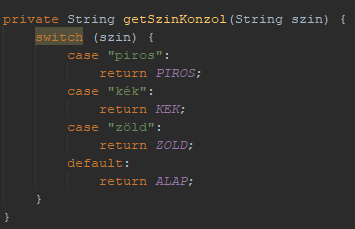 private String getSzinKonzol(String szin) {
    switch (szin) {
        case "piros":
            return PIROS;
        case "kék":
            return KEK;
        case "zöld":
            return ZOLD;
        default:
            return ALAP;
    }
}